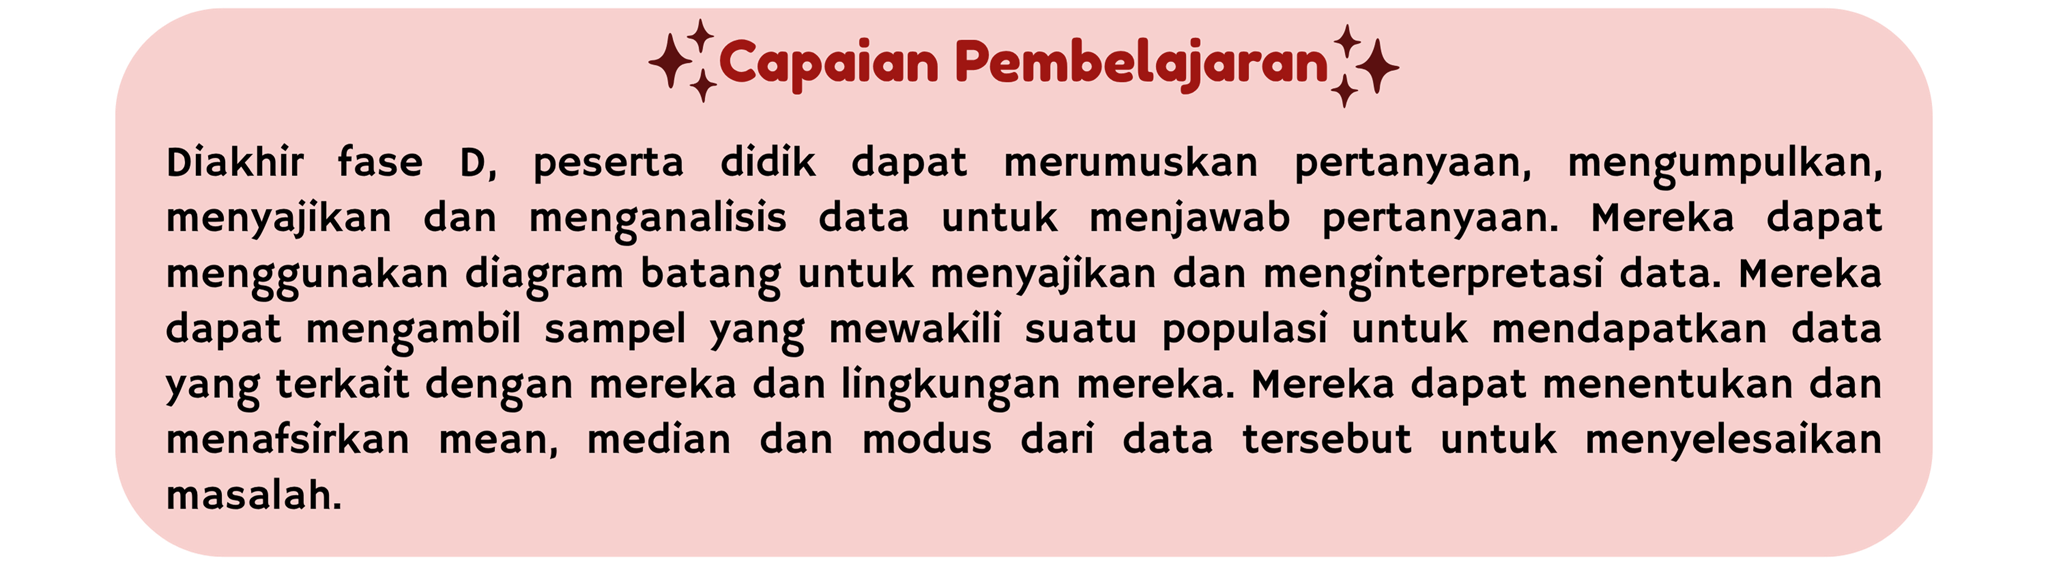 Capaian Pembelajaran
Diakhir fase D, peserta didik dapat merumuskan pertanyaan, mengumpulkan,
menyajikan dan menganalisis data untuk menjawab pertanyaan. Mereka dapat
menggunakan diagram batang untuk menyajikan dan menginterpretasi data. Mereka
dapat mengambil sampel yang mewakili suatu populasi untuk mendapatkan data
yang terkait dengan mereka dan lingkungan mereka. Mereka dapat menentukan dan
menafsirkan mean, median dan modus dari data tersebut untuk menyelesaikan
masalah.